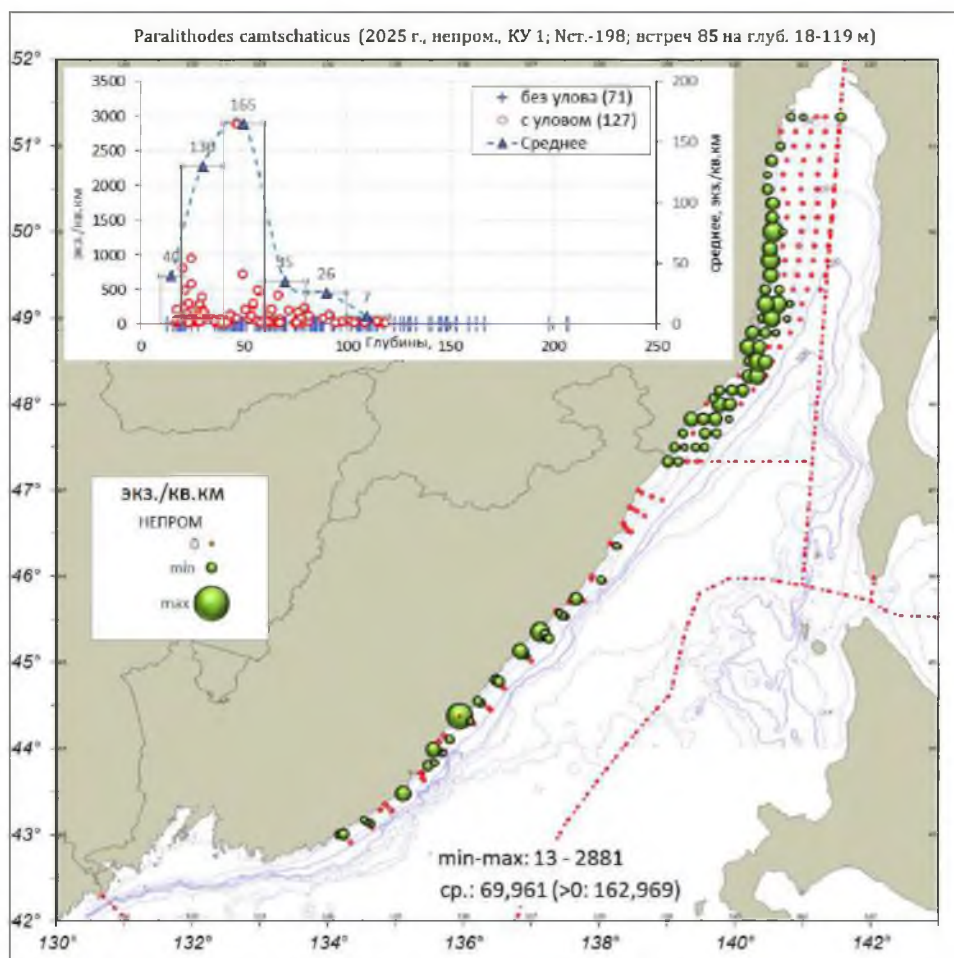 Paralithodes camtschaticus (2025 г., непром., КУ 1; Nст.-198; встреч 85 на глуб. 18-119 м)
52°
51°
50°
49°
48°
47°
46°
45°
44°
43°
42°
3500
3000
2500
2000
1500
1000
500
0
экз./кв.км
40
130
165
35
26
7
без улова (71)
с уловом (127)
Среднее
200
150
100
50
0
среднее, экз./кв.км
0 50 100 150 200 250
Глубины,
ЭКЗ./КВ.КМ
НЕПРОМ
0
min
max
min-max: 13 - 2881
ср.: 69,961 (>0: 162,969)
130° 132° 134° 136° 138° 140° 142°